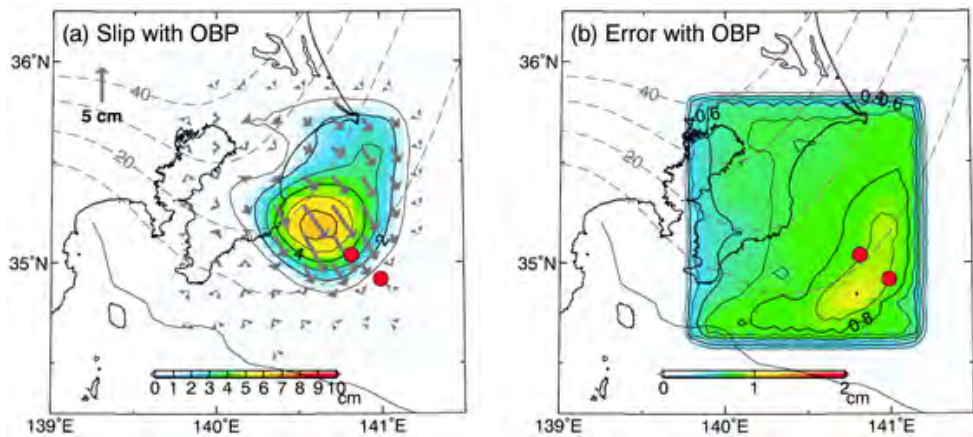 (a) Slip with OBP
36˚N
5 cm
40
20
4
2
35˚N
0 1 2 3 4 5 6 7 8 9 10
cm
139˚E 140˚E 141˚E
(b) Error with OBP
36˚N
40
20
0.6
0.8
35˚N
0 1 2
cm
139˚E 140˚E 141˚E